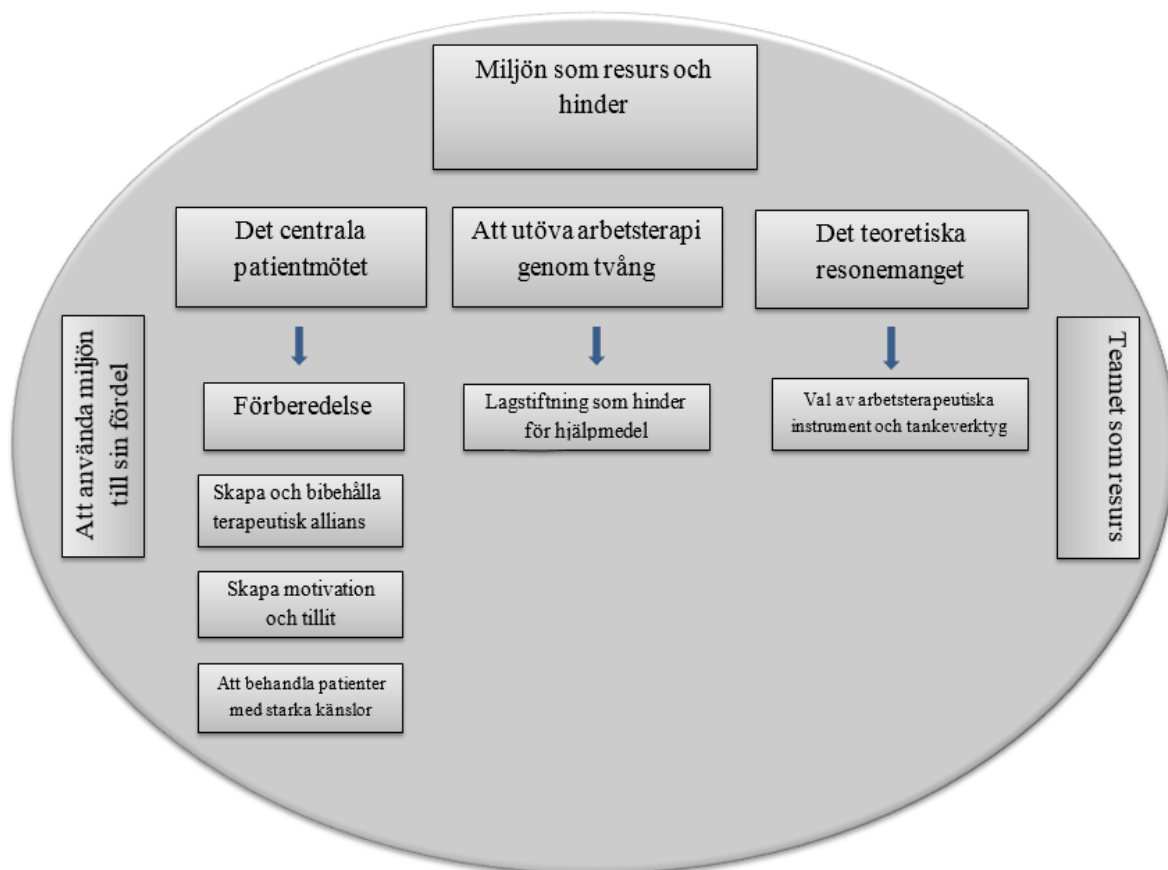 Miljön som resurs och
hinder
Det centrala
patientmötet
Att utöva arbetsterapi
genom tvång
Det teoretiska
resonemanget
Att använda miljön
till sin fördel
Teamet som resurs
Förberedelse
Lagstiftning som hinder
för hjälpmedel
Val av arbetsterapeutiska
instrument och tankeverktyg
Skapa och bibehålla
terapeutisk allians
Skapa motivation
och tillit
Att behandla patienter
med starka känslor